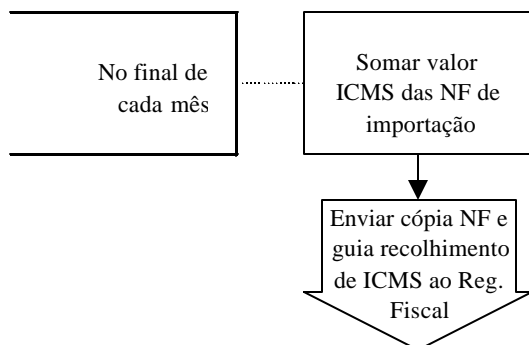 No final de
cada mês
Somar valor
ICMS das NF de
importação
Enviar cópia NF e
guia recolhimento
de ICMS ao Reg.
Fiscal